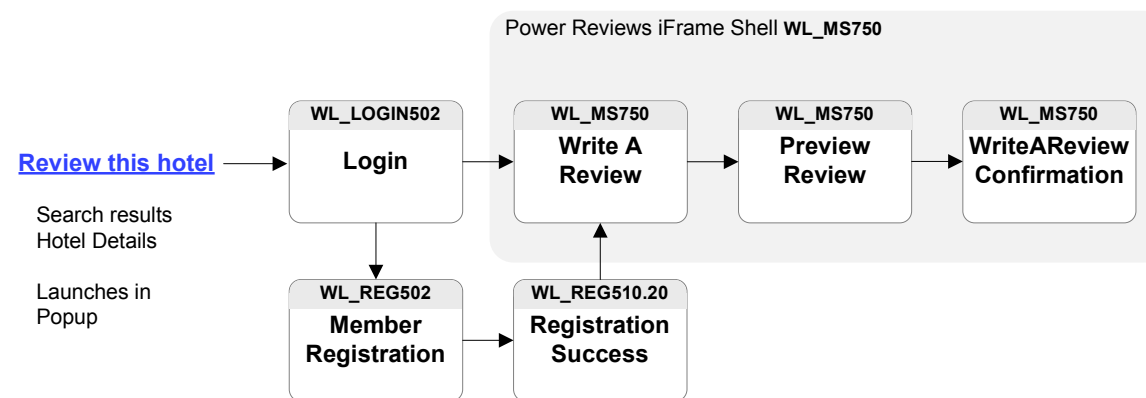 Power Reviews iFrame Shell WL_MS750
WL_LOGIN502
Login
WL_MS750
Write A
Review
WL_MS750
Preview
Review
WL_MS750
WriteAReview
Confirmation
Review this hotel
Search results
Hotel Details
Launches in
Popup
WL_REG502
Member
Registration
WL_REG510.20
Registration
Success